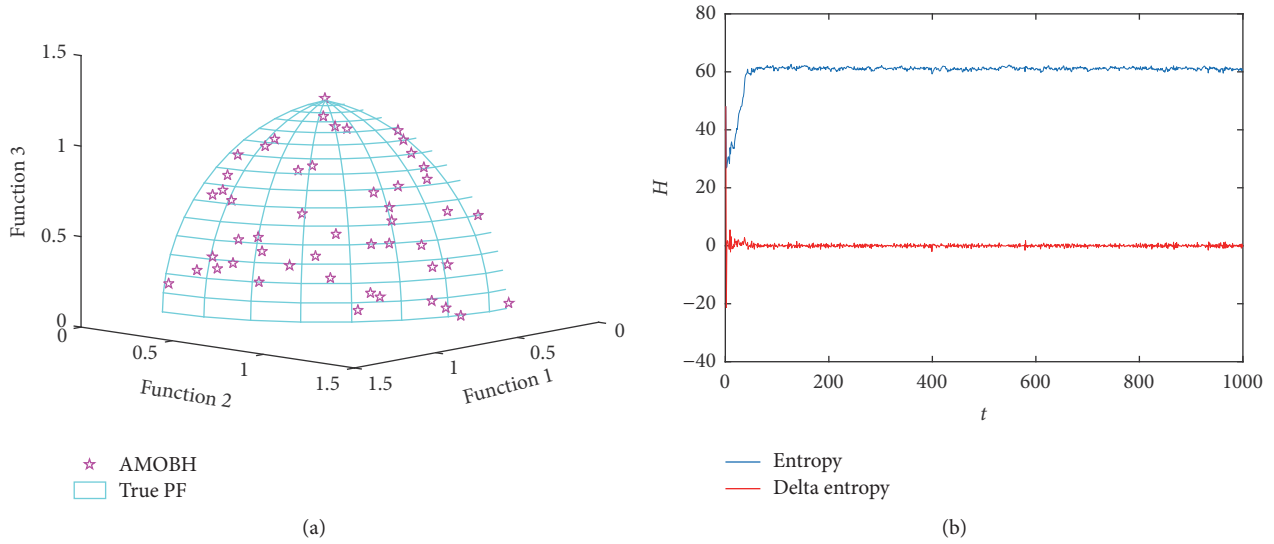 1.5
1
0.5
0
Function 3
0
0.5
1
1.5
Function 2
1.5
1
0.5
0
Function 1
AMOBH
True PF
(a)
80
60
40
20
0
−20
−40
H
0
200
400
600
800
1000
t
Entropy
Delta entropy
(b)